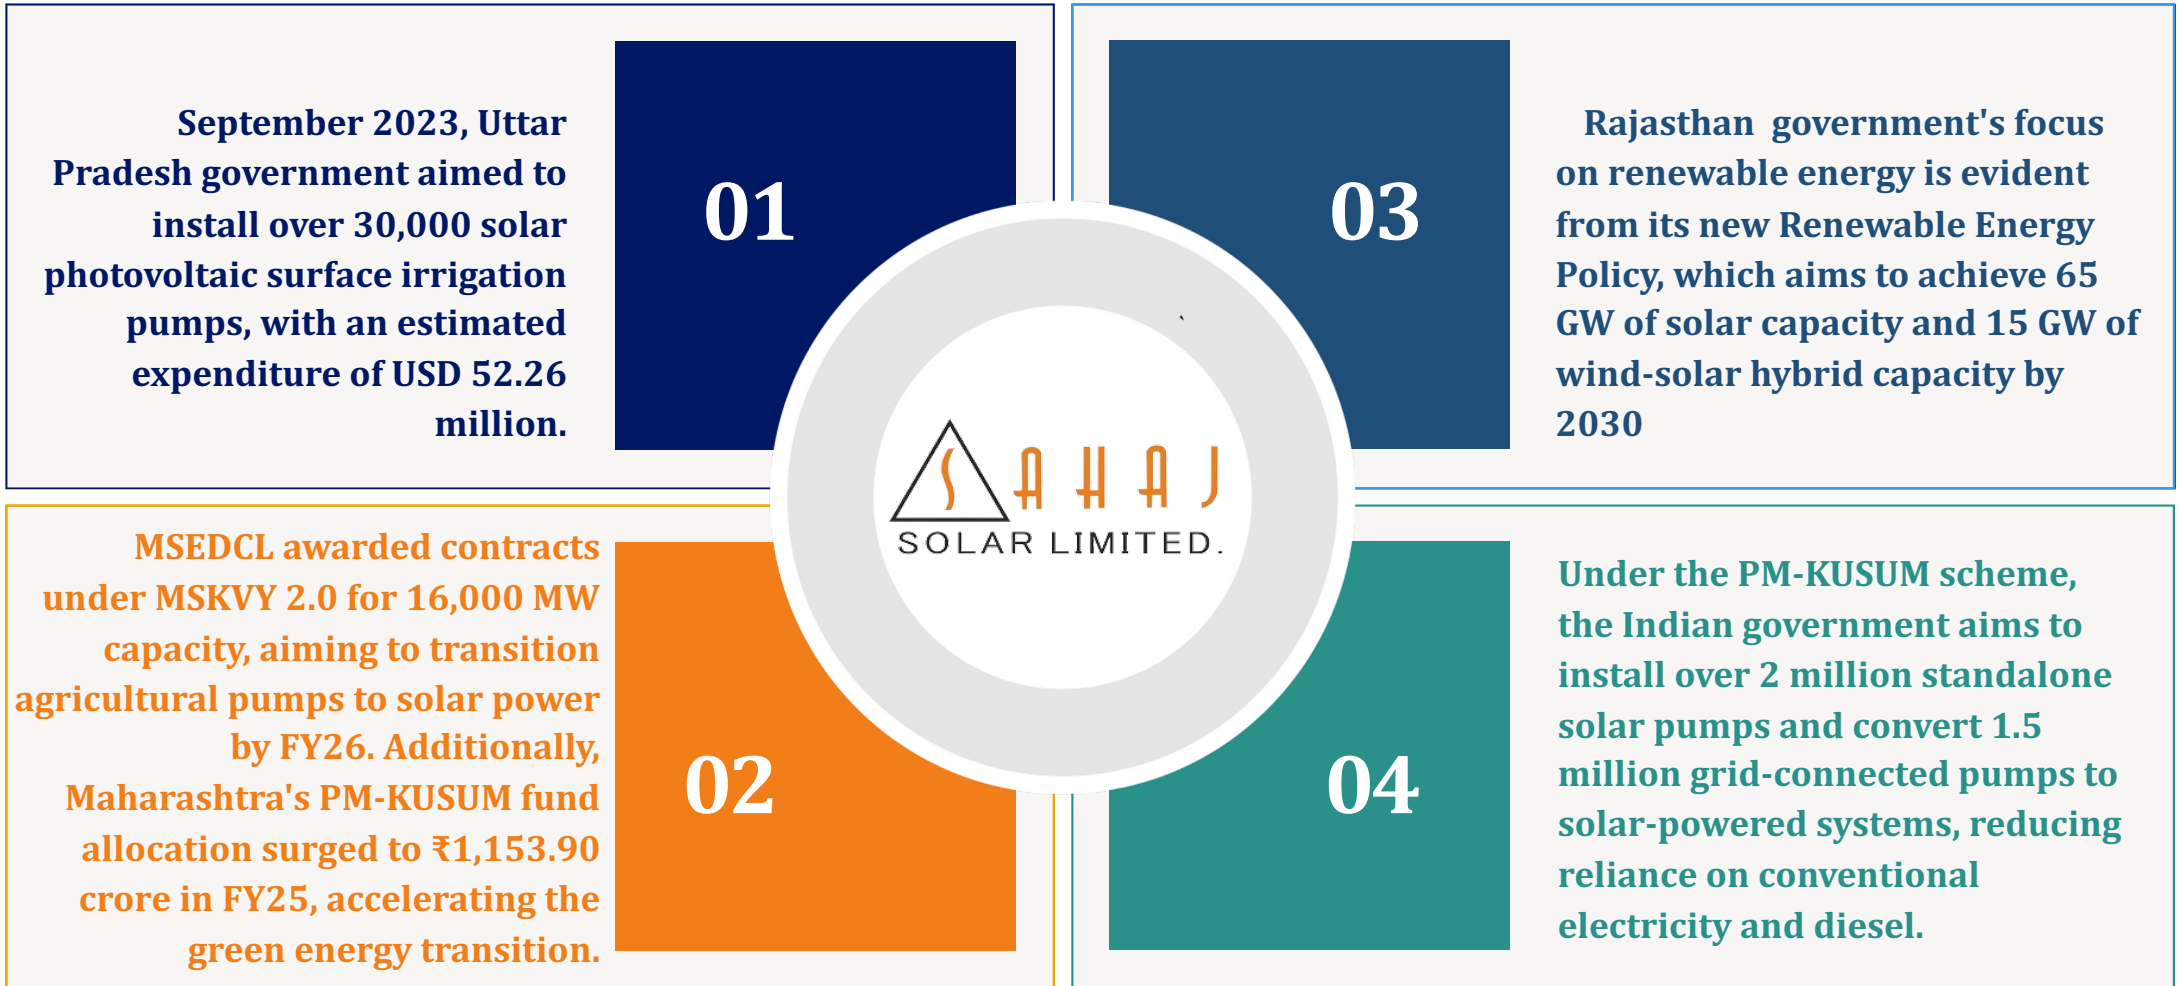 September 2023, Uttar
Pradesh government aimed to
install over 30,000 solar
photovoltaic surface irrigation
pumps, with an estimated
expenditure of USD 52.26
million.
01
MSEDCL awarded contracts
under MSKVY 2.0 for 16,000 MW
capacity, aiming to transition
agricultural pumps to solar power
by FY26. Additionally,
Maharashtra's PM-KUSUM fund
allocation surged to ₹1,153.90
crore in FY25, accelerating the
green energy transition.
02
SAHAJ
SOLAR LIMITED.
03
Rajasthan government's focus
on renewable energy is evident
from its new Renewable Energy
Policy, which aims to achieve 65
GW of solar capacity and 15 GW of
wind-solar hybrid capacity by
2030
04
Under the PM-KUSUM scheme,
the Indian government aims to
install over 2 million standalone
solar pumps and convert 1.5
million grid-connected pumps to
solar-powered systems, reducing
reliance on conventional
electricity and diesel.